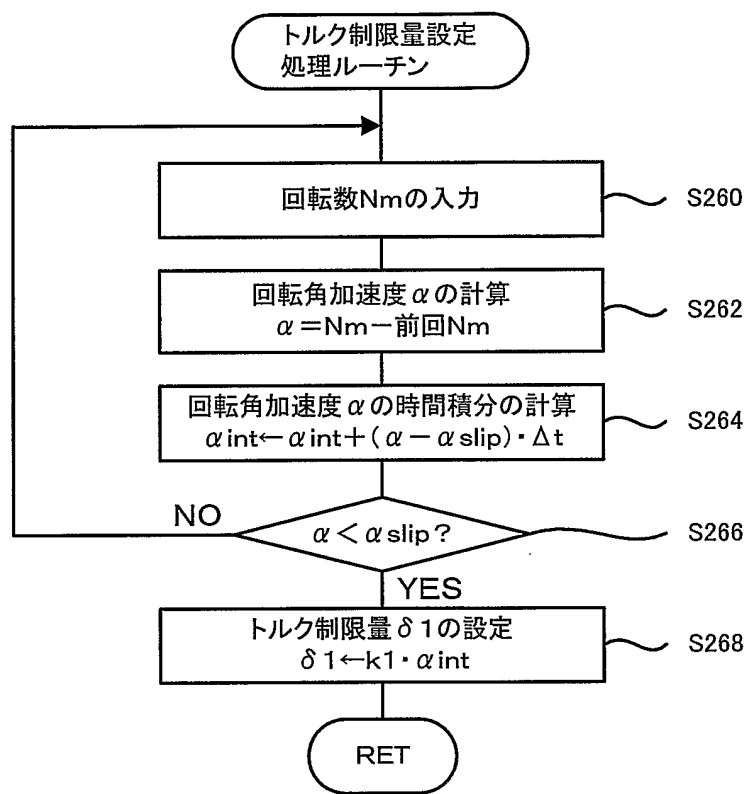 トルク制限量設定
処理ルーチン
回転数Nmの入力
S260
回転角加速度αの計算
α=Nm-前回Nm
S262
回転角加速度αの時間積分の計算
αint←αint+(α-αslip)・Δt
S264
NO
α<αslip?
S266
YES
トルク制限量δ1の設定
δ1←k1・αint
S268
RET